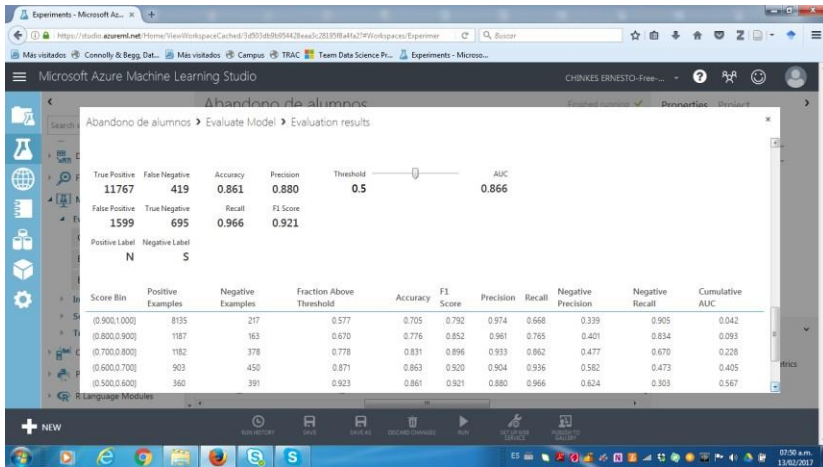 Experiments - Microsoft Az...
https://studio.azureml.net/Home/ViewWorkspaceCached/3d503db9b954428eaa3c28195f8a4fa2?#Workspaces/Experimer
Buscar
Más visitados Connolly & Begg, Dat... Más visitados Campus TRAC Team Data Science Pr... Experiments - Microso...
Microsoft Azure Machine Learning Studio
CHINKES ERNESTO-Free-...
Abandono de alumnos
Finished running
Properties Project
Abandono de alumnos > Evaluate Model > Evaluation results
True Positive False Negative Accuracy Precision Threshold AUC
11767 419 0.861 0.880 0.5 0.866
False Positive True Negative Recall F1 Score
1599 695 0.966 0.921
Positive Label Negative Label
N S
Score Bin Positive Examples Negative Examples Fraction Above Threshold Accuracy F1 Score Precision Recall Negative Precision Negative Recall Cumulative AUC
(0.900,1.000] 8135 217 0.577 0.705 0.792 0.974 0.668 0.339 0.905 0.042
(0.800,0.900] 1187 163 0.670 0.776 0.852 0.961 0.765 0.401 0.834 0.093
(0.700,0.800] 1182 378 0.778 0.831 0.896 0.933 0.862 0.477 0.670 0.228
(0.600,0.700] 903 450 0.871 0.863 0.920 0.904 0.936 0.582 0.473 0.405
(0.500,0.600] 360 391 0.923 0.861 0.921 0.880 0.966 0.624 0.303 0.567
R Language Modules
NEW
RUN HISTORY SAVE SAVE AS DISCARD CHANGES RUN SET UP WEB SERVICE PUBLISH TO GALLERY
ES
07:50 a.m.
13/02/2017